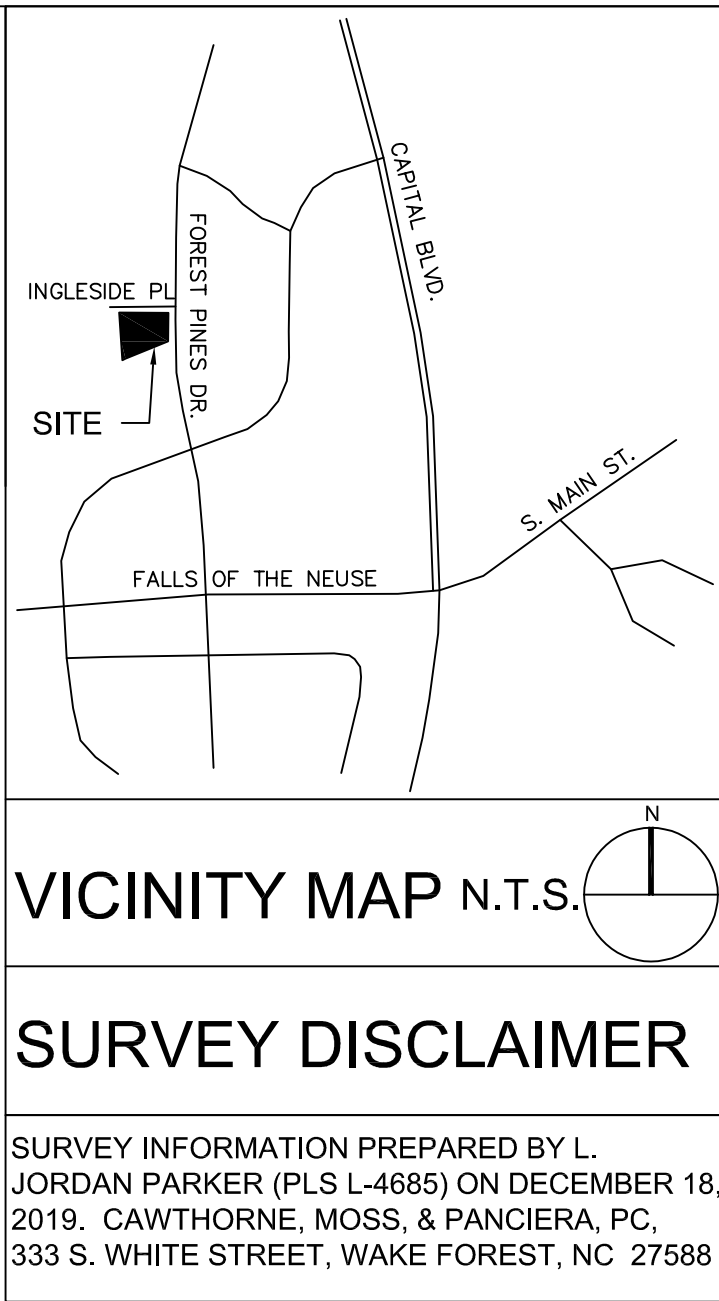 CAPITAL BLVD.
FOREST PINES DR.
INGLESIDE PL
SITE
S. MAIN ST.
FALLS OF THE NEUSE
N
VICINITY MAP N.T.S.
SURVEY DISCLAIMER
SURVEY INFORMATION PREPARED BY L.
JORDAN PARKER (PLS L-4685) ON DECEMBER 18,
2019. CAWTHORNE, MOSS, & PANCIERA, PC,
333 S. WHITE STREET, WAKE FOREST, NC 27588